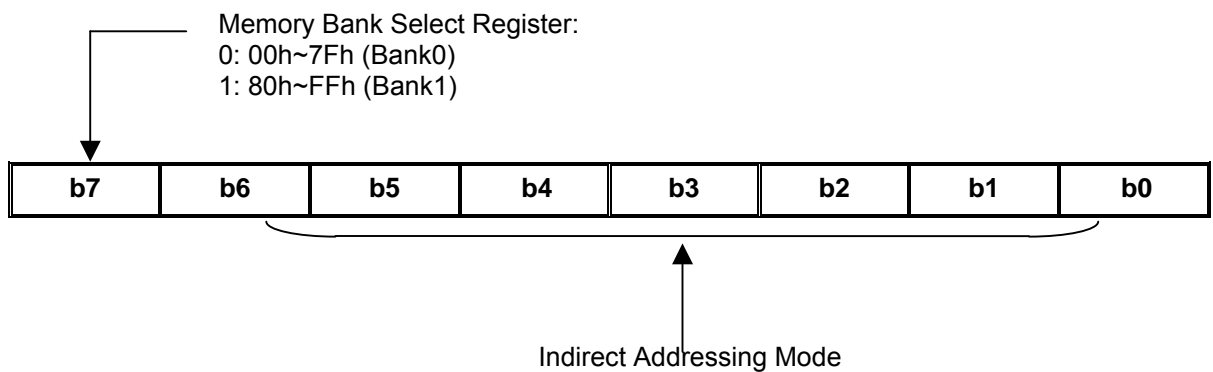 Memory Bank Select Register:
0: 00h~7Fh (Bank0)
1: 80h~FFh (Bank1)
b7 b6 b5 b4 b3 b2 b1 b0
Indirect Addressing Mode